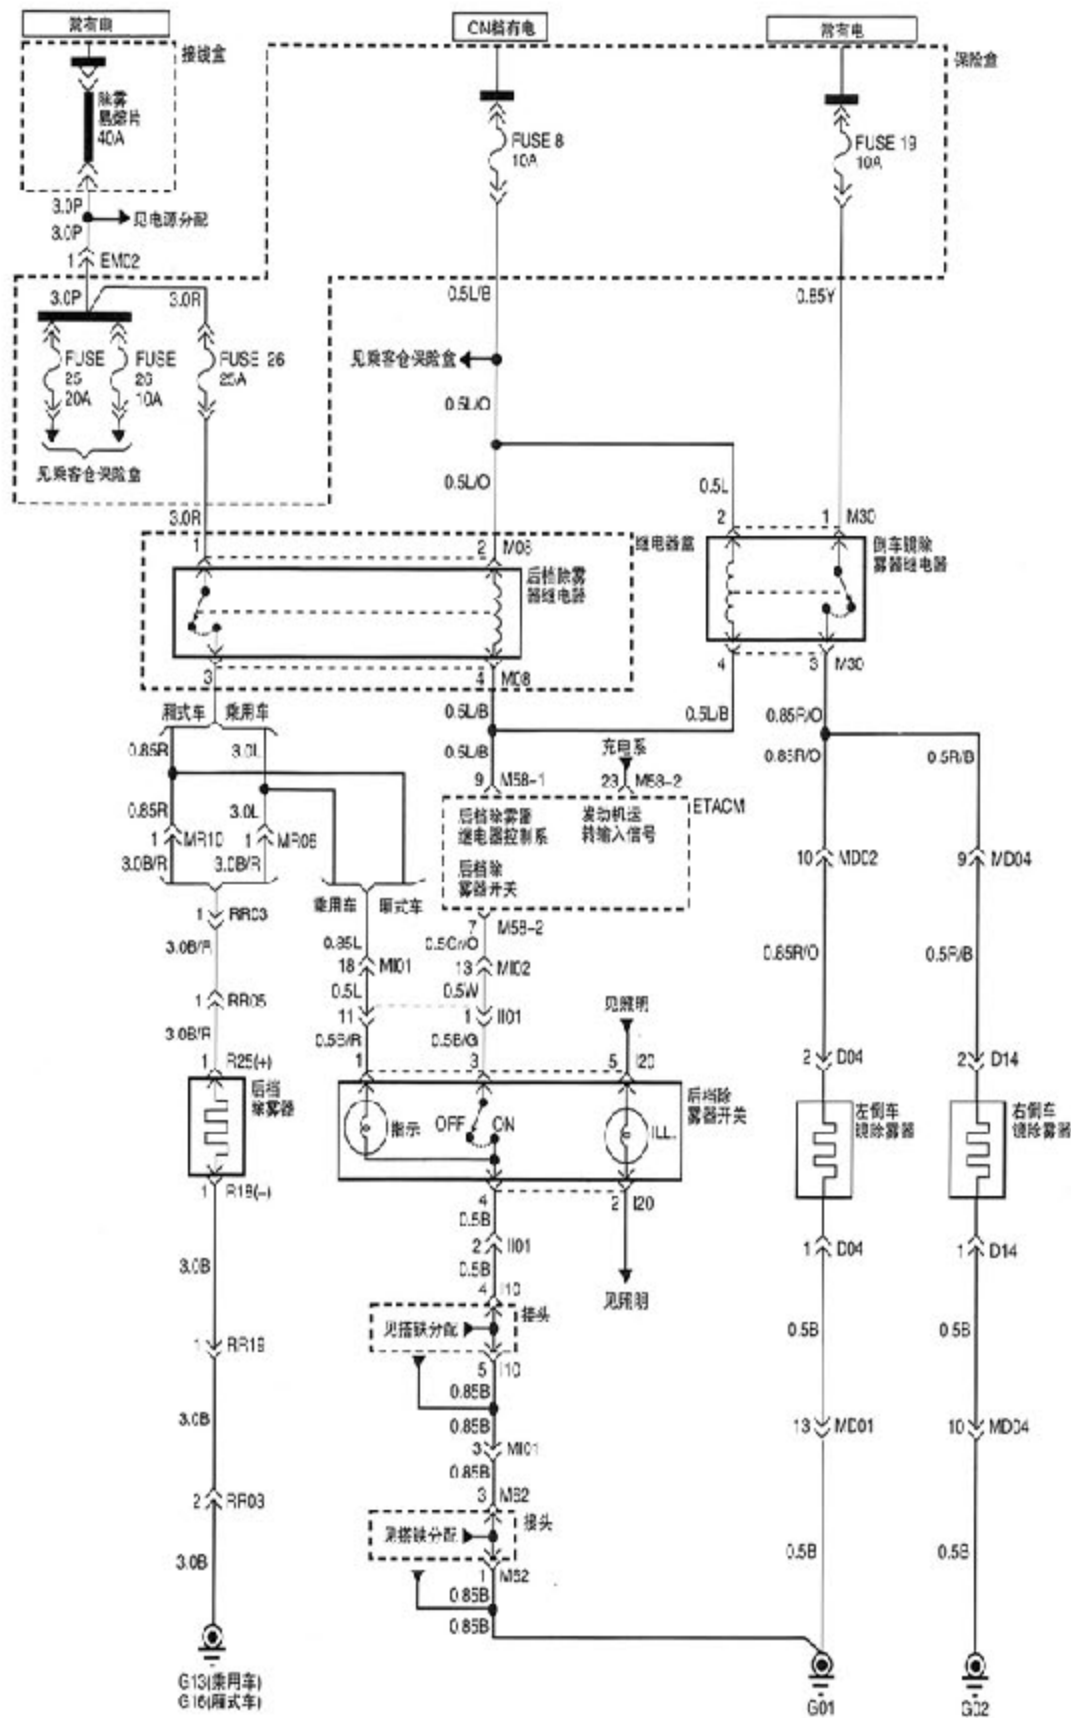 常有电
CN档有电
常有电
接线盒
保险盒
除雾
易熔片
40A
FUSE 8
10A
FUSE 19
10A
3.0P
见电源分配
3.0P
1 EM02
3.0P
3.0R
0.5L/B
0.85Y
FUSE
25
20A
FUSE
26
10A
FUSE 26
25A
见乘客仓保险盒
0.5L/O
见乘客仓保险盒
0.5L/O
0.5L
3.0R
1
2 M08
继电器盒
2
1 M30
倒车镜除
雾器继电器
后档除雾
器继电器
3
4 M08
4
3 M30
厢式车
乘用车
0.5L/B
0.5L/B
0.85R/O
0.85R
3.0L
0.5L/B
充电系
0.85R/O
0.5R/B
9 M58-1
23 M58-2
ETACM
0.85R
3.0L
后档除雾器
继电器控制系
发动机运
转输入信号
1 MR10
1 MR06
3.0B/R
3.0B/R
后档除
雾器开关
10 MD02
9 MD04
乘用车
厢式车
1 RR03
7 M58-2
3.0B/R
0.85L
18 MI01
13 MI02
0.85R/O
0.5R/B
0.5L
0.5W
1 RR05
11
1 II01
见照明
3.0B/R
0.5B/R
0.5B/G
1 R25(+)
1
3
5 I20
2 D04
2 D14
后档
除雾器
指示
OFF
ON
ILL.
后档除
雾器开关
左倒车
镜除雾器
右倒车
镜除雾器
1 R18(-)
4
2 I20
0.5B
2 II01
1 D04
1 D14
3.0B
0.5B
4 I10
见照明
接头
见搭铁分配
0.5B
0.5B
1 RR19
5 I10
0.85B
3.0B
0.85B
13 MD01
10 MD04
3 MI01
0.85B
2 RR08
3 M62
接头
见搭铁分配
3.0B
0.5B
0.5B
1 M62
0.85B
0.85B
G13(乘用车)
G16(厢式车)
G01
G02